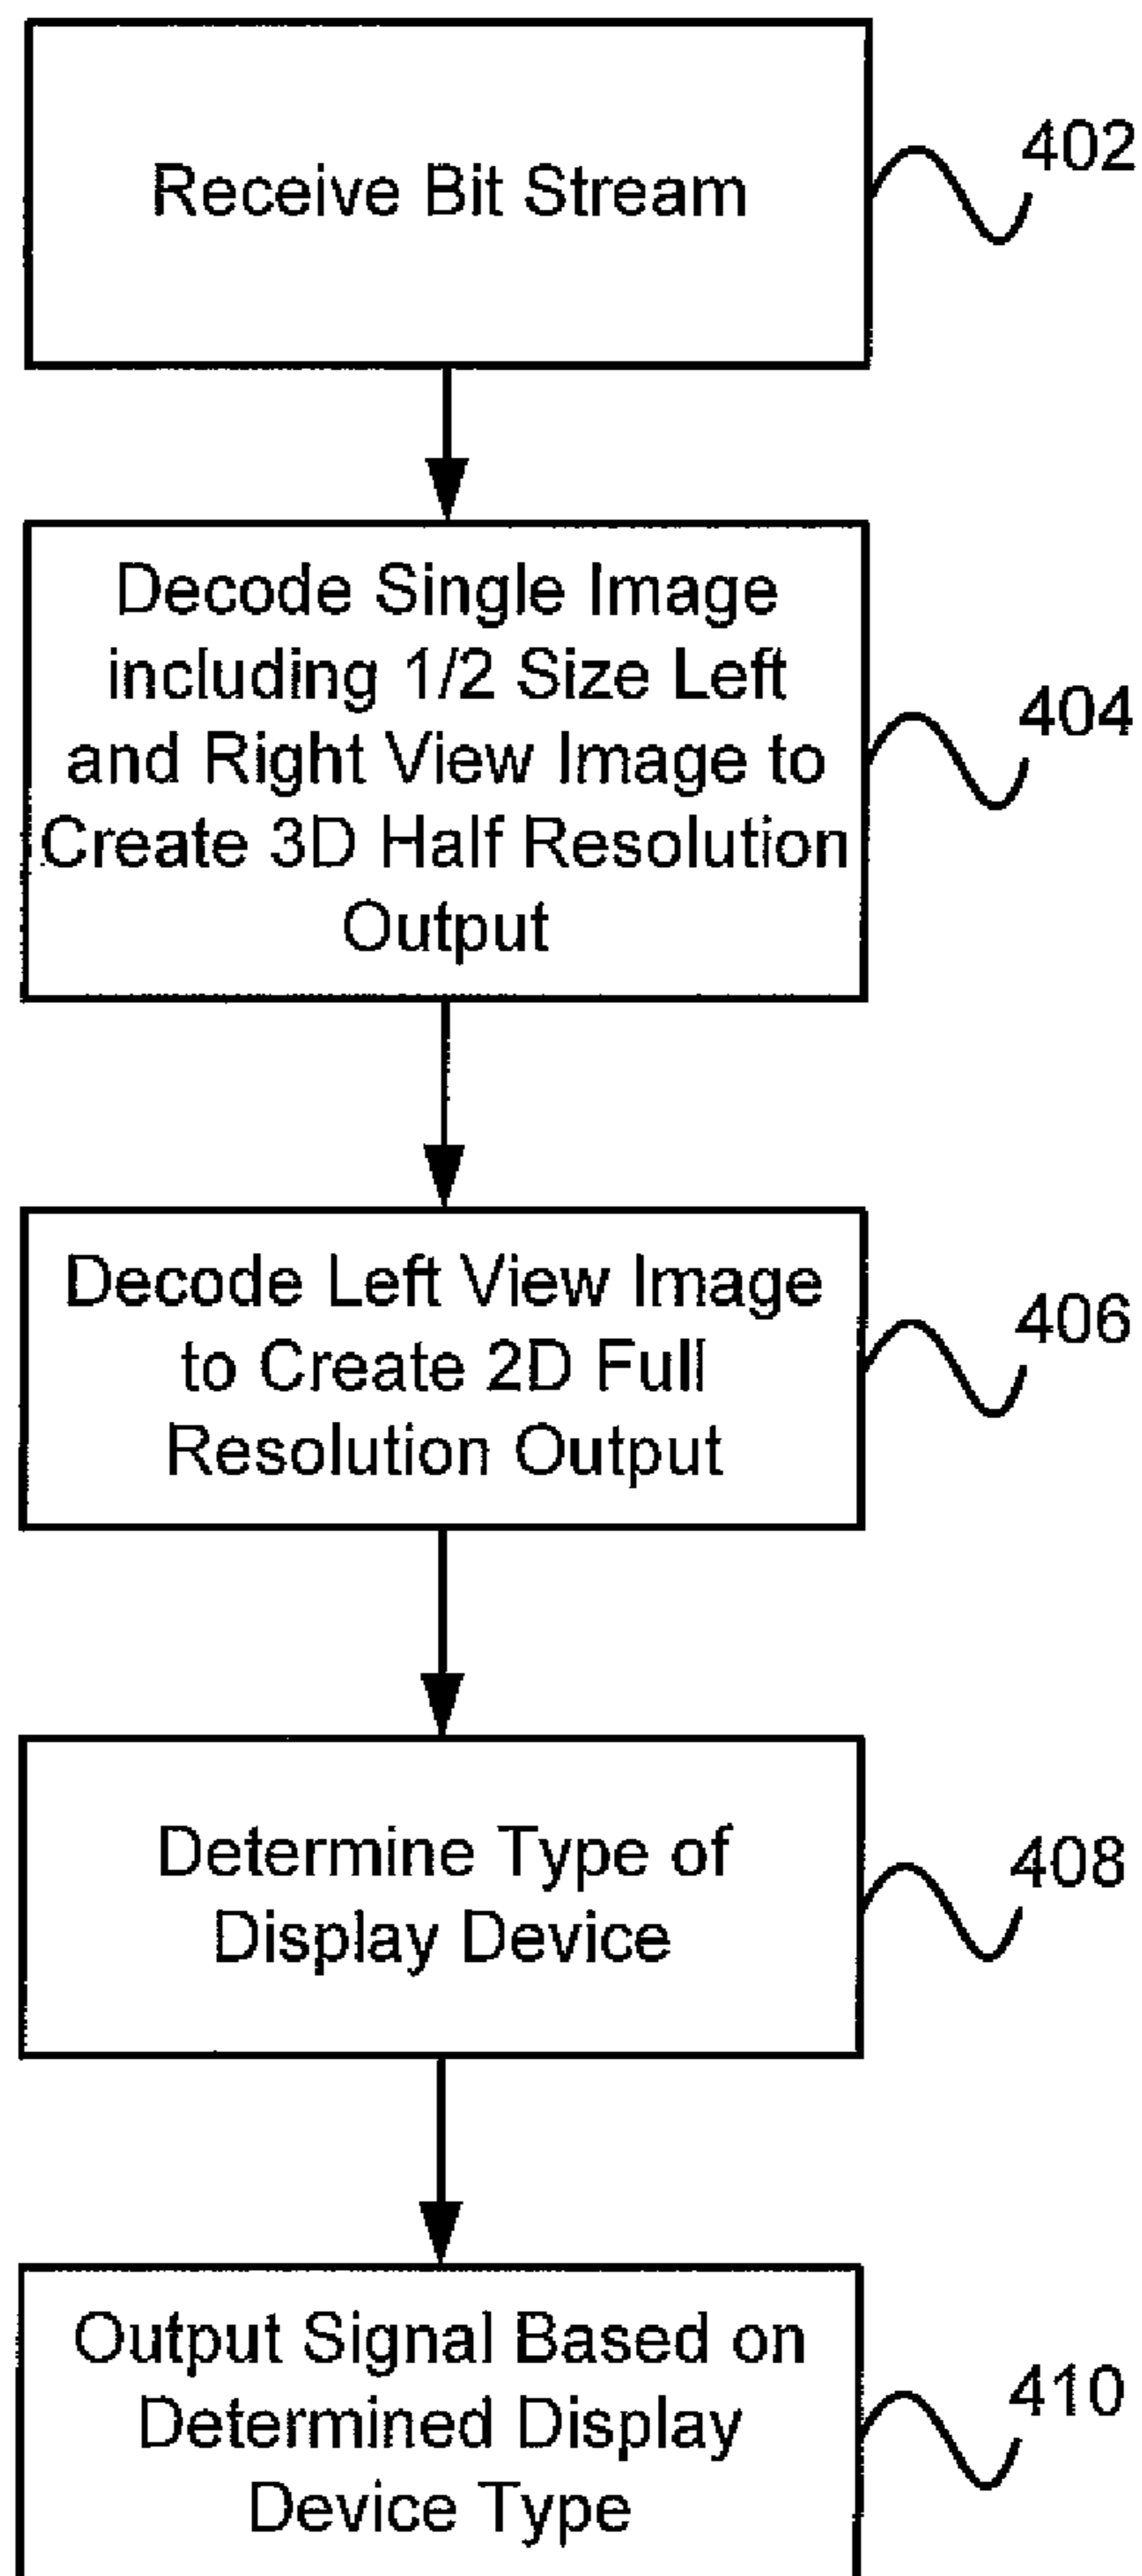 Receive Bit Stream
402
Decode Single Image
including 1/2 Size Left
and Right View Image to
Create 3D Half Resolution
Output
404
Decode Left View Image
to Create 2D Full
Resolution Output
406
Determine Type of
Display Device
408
Output Signal Based on
Determined Display
Device Type
410